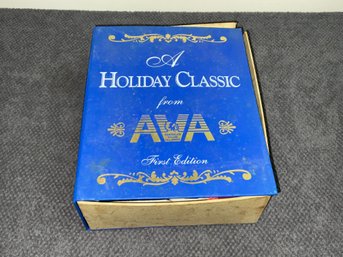 A
HOLIDAY CLASSIC
from
AVA
First Edition